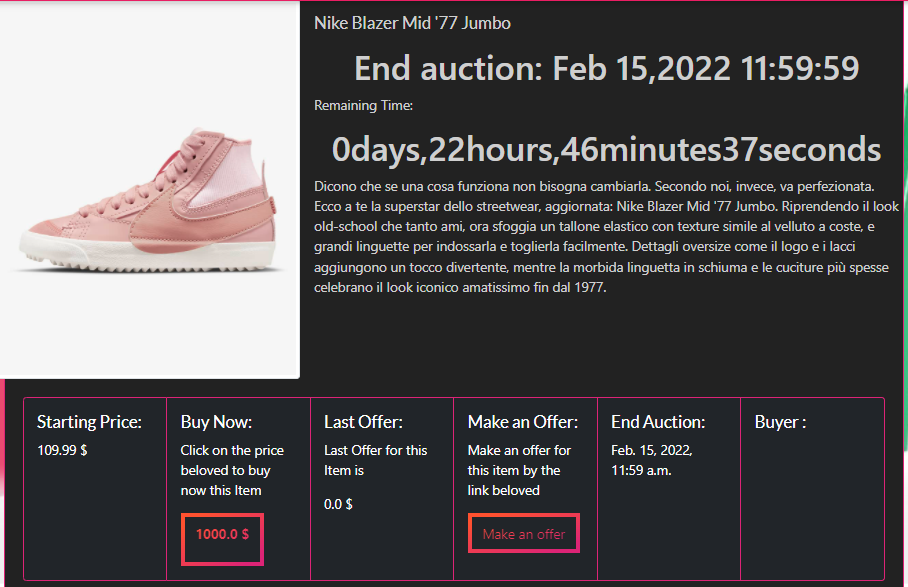 Nike Blazer Mid '77 Jumbo
End auction: Feb 15,2022 11:59:59
Remaining Time:
0days,22hours,46minutes37seconds
Dicono che se una cosa funziona non bisogna cambiarla. Secondo noi, invece, va perfezionata.
Ecco a te la superstar dello streetwear, aggiornata: Nike Blazer Mid '77 Jumbo. Riprendendo il look
old-school che tanto ami, ora sfoggia un tallone elastico con texture simile al velluto a coste, e
grandi linguette per indossarla e toglierla facilmente. Dettagli oversize come il logo e i lacci
aggiungono un tocco divertente, mentre la morbida linguetta in schiuma e le cuciture più spesse
celebrano il look iconico amatissimo fin dal 1977.
Starting Price:
109.99 $
Buy Now:
Click on the price
beloved to buy
now this Item
1000.0 $
Last Offer:
Last Offer for this
Item is
0.0 $
Make an Offer:
Make an offer for
this item by the
link beloved
Make an offer
End Auction:
Feb. 15, 2022,
11:59 a.m.
Buyer :